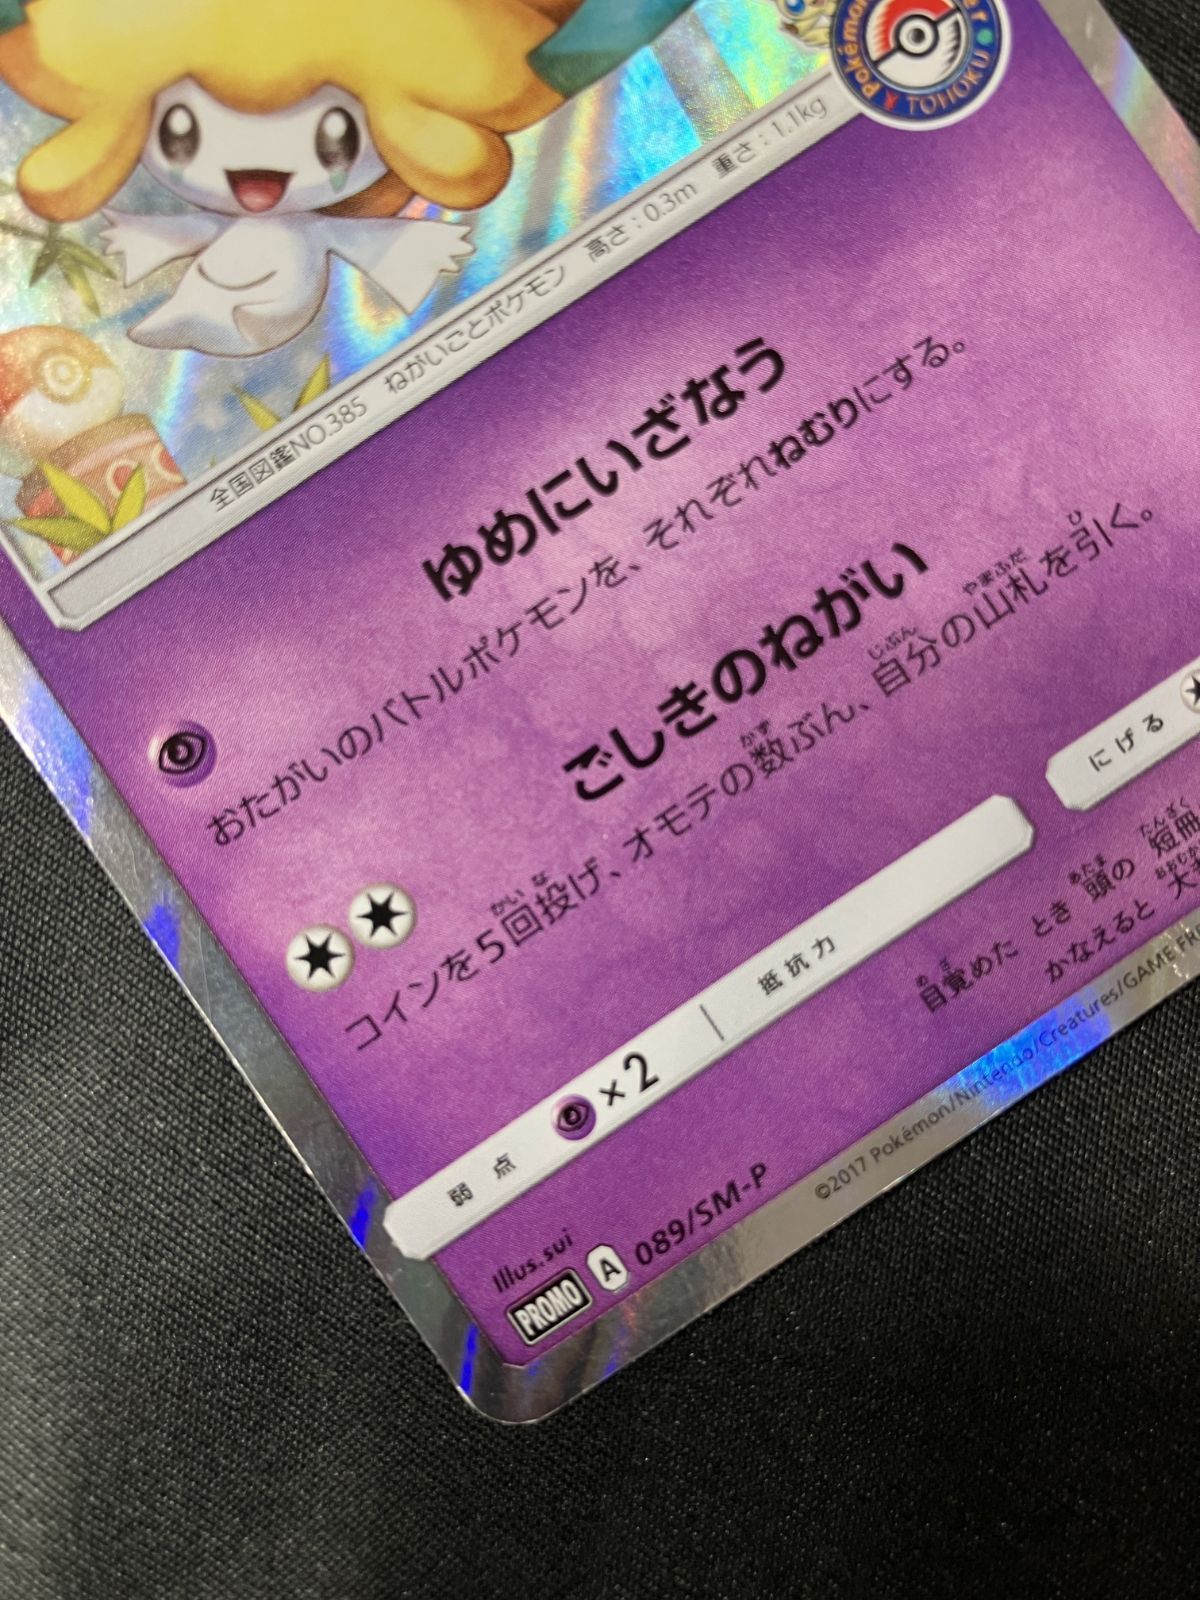 Pokémon
TOHOKU
全国図鑑NO.385 ねがいごとポケモン 高さ：0.3m 重さ：1.1kg
ゆめにいざなう
おたがいのバトルポケモンを、それぞれねむりにする。
ごしきのねがい
コインを5回投げ、オモテの数ぶん、自分の山札を引く。
弱点 ×2 抵抗力
にげる
目覚めた とき 頭の 短冊
かなえると 大
Illus.sui
PROMO A 089/SM-P
©2017 Pokémon/Nintendo/Creatures/GAME FR